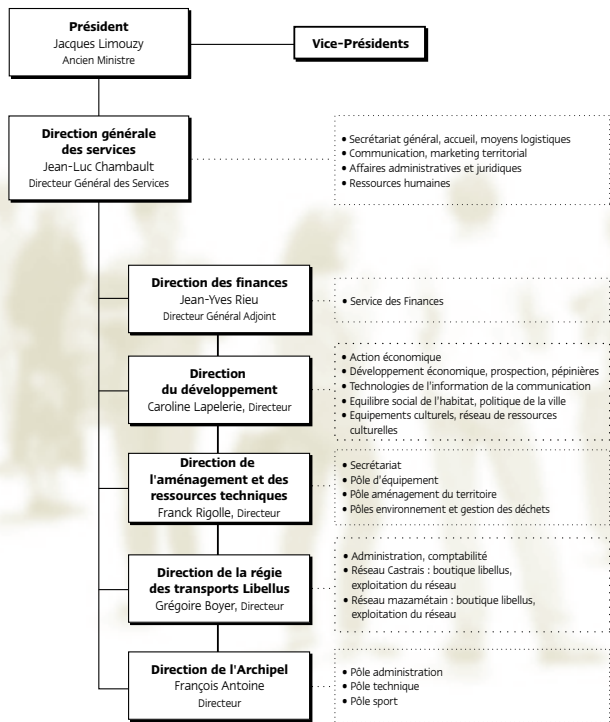 Président
Jacques Limouzy
Ancien Ministre
Vice-Présidents
Direction générale
des services
Jean-Luc Chambault
Directeur Général des Services
• Secrétariat général, accueil, moyens logistiques
• Communication, marketing territorial
• Affaires administratives et juridiques
• Ressources humaines
Direction des finances
Jean-Yves Rieu
Directeur Général Adjoint
• Service des Finances
Direction
du développement
Caroline Lapelerie, Directeur
• Action économique
• Développement économique, prospection, pépinières
• Technologies de l'information de la communication
• Equilibre social de l'habitat, politique de la ville
• Equipements culturels, réseau de ressources
culturelles
Direction de
l'aménagement et des
ressources techniques
Franck Rigolle, Directeur
• Secrétariat
• Pôle d'équipement
• Pôle aménagement du territoire
• Pôles environnement et gestion des déchets
Direction de la régie
des transports Libellus
Grégoire Boyer, Directeur
• Administration, comptabilité
• Réseau Castrais : boutique libellus,
exploitation du réseau
• Réseau mazamétain : boutique libellus,
exploitation du réseau
Direction de l'Archipel
François Antoine
Directeur
• Pôle administration
• Pôle technique
• Pôle sport